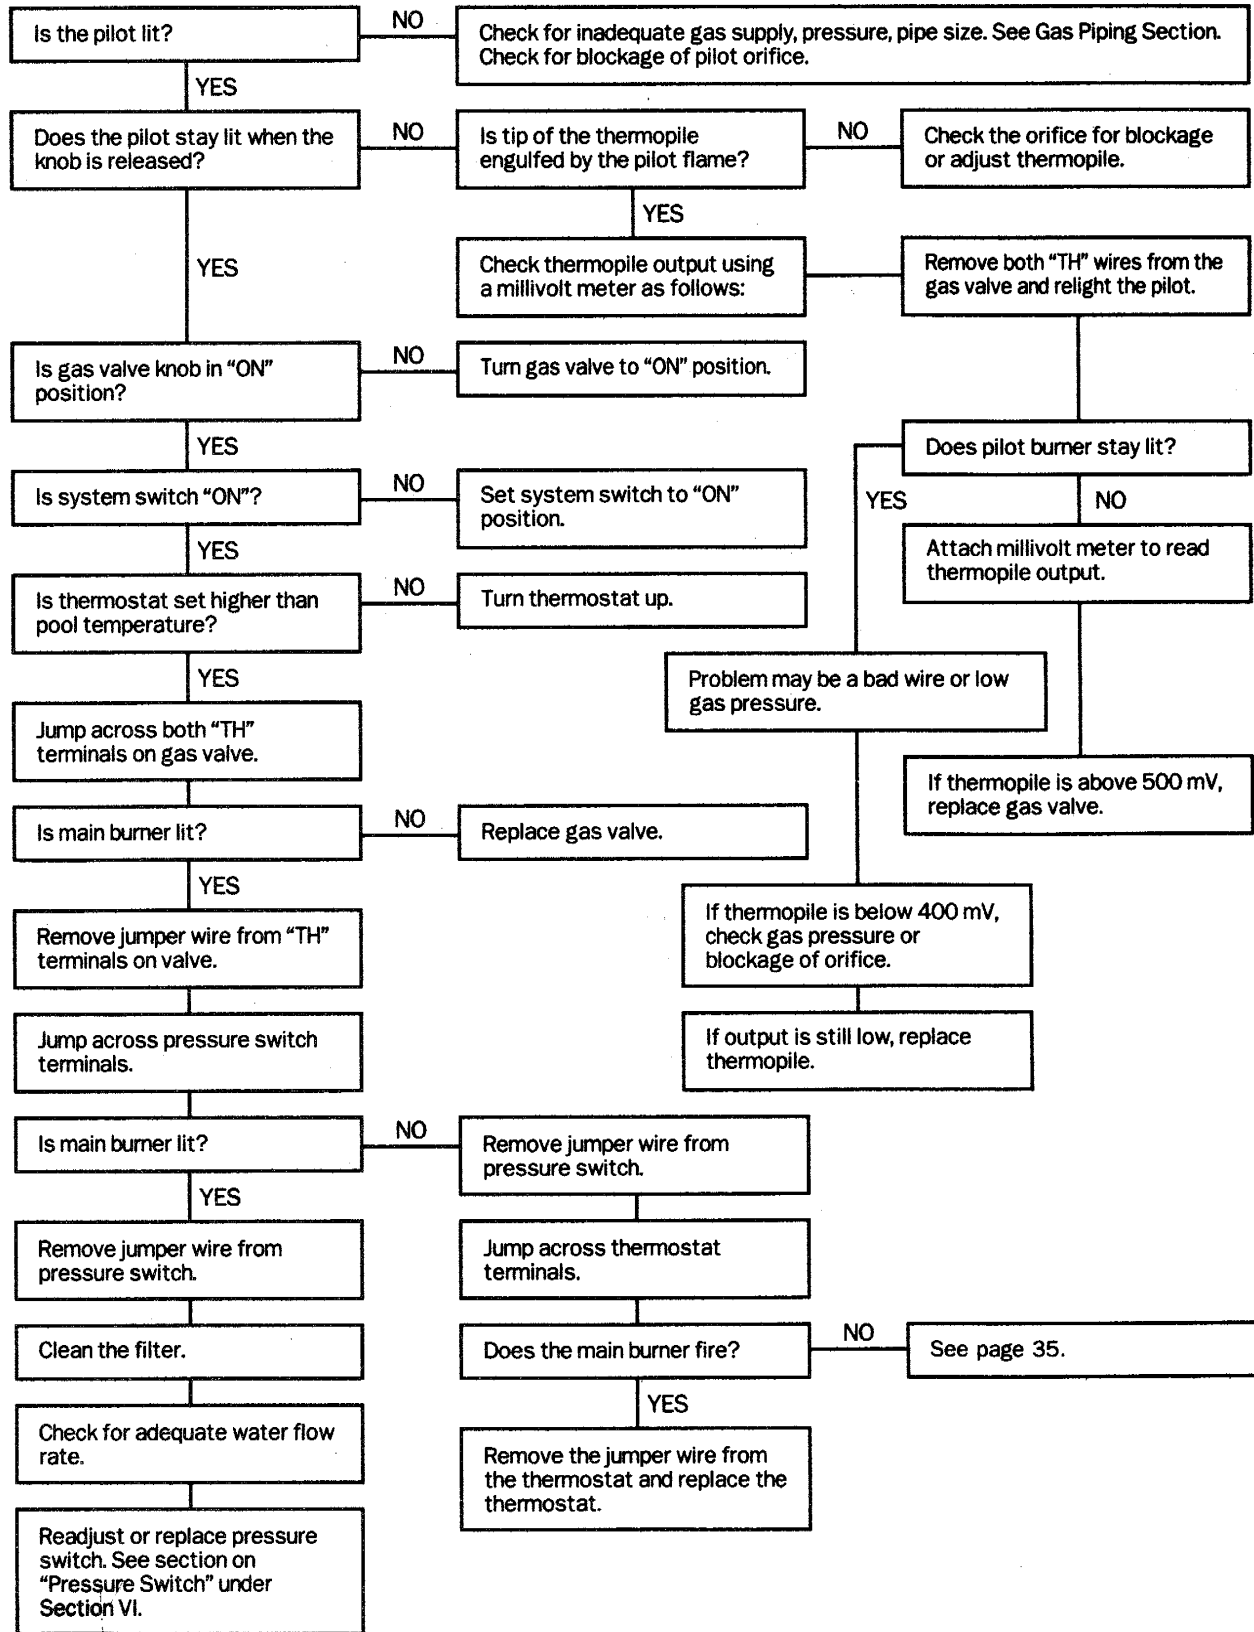 Is the pilot lit?
NO
Check for inadequate gas supply, pressure, pipe size. See Gas Piping Section.
Check for blockage of pilot orifice.
YES
Does the pilot stay lit when the
knob is released?
NO
Is tip of the thermopile
engulfed by the pilot flame?
NO
Check the orifice for blockage
or adjust thermopile.
YES
YES
Check thermopile output using
a millivolt meter as follows:
Remove both “TH” wires from the
gas valve and relight the pilot.
Is gas valve knob in “ON”
position?
NO
Turn gas valve to “ON” position.
YES
Does pilot burner stay lit?
YES
NO
Is system switch “ON”?
NO
Set system switch to “ON”
position.
Attach millivolt meter to read
thermopile output.
YES
Is thermostat set higher than
pool temperature?
NO
Turn thermostat up.
YES
Problem may be a bad wire or low
gas pressure.
Jump across both “TH”
terminals on gas valve.
If thermopile is above 500 mV,
replace gas valve.
Is main burner lit?
NO
Replace gas valve.
YES
If thermopile is below 400 mV,
check gas pressure or
blockage of orifice.
Remove jumper wire from “TH”
terminals on valve.
If output is still low, replace
thermopile.
Jump across pressure switch
terminals.
Is main burner lit?
NO
Remove jumper wire from
pressure switch.
YES
Remove jumper wire from
pressure switch.
Jump across thermostat
terminals.
Clean the filter.
Does the main burner fire?
NO
See page 35.
YES
Check for adequate water flow
rate.
Remove the jumper wire from
the thermostat and replace the
thermostat.
Readjust or replace pressure
switch. See section on
“Pressure Switch” under
Section VI.